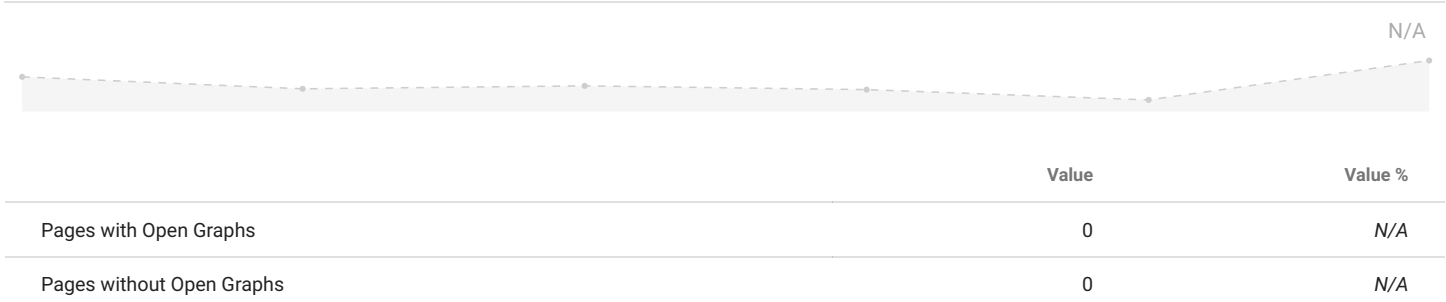 N/A
Value Value %
Pages with Open Graphs 0 N/A
Pages without Open Graphs 0 N/A